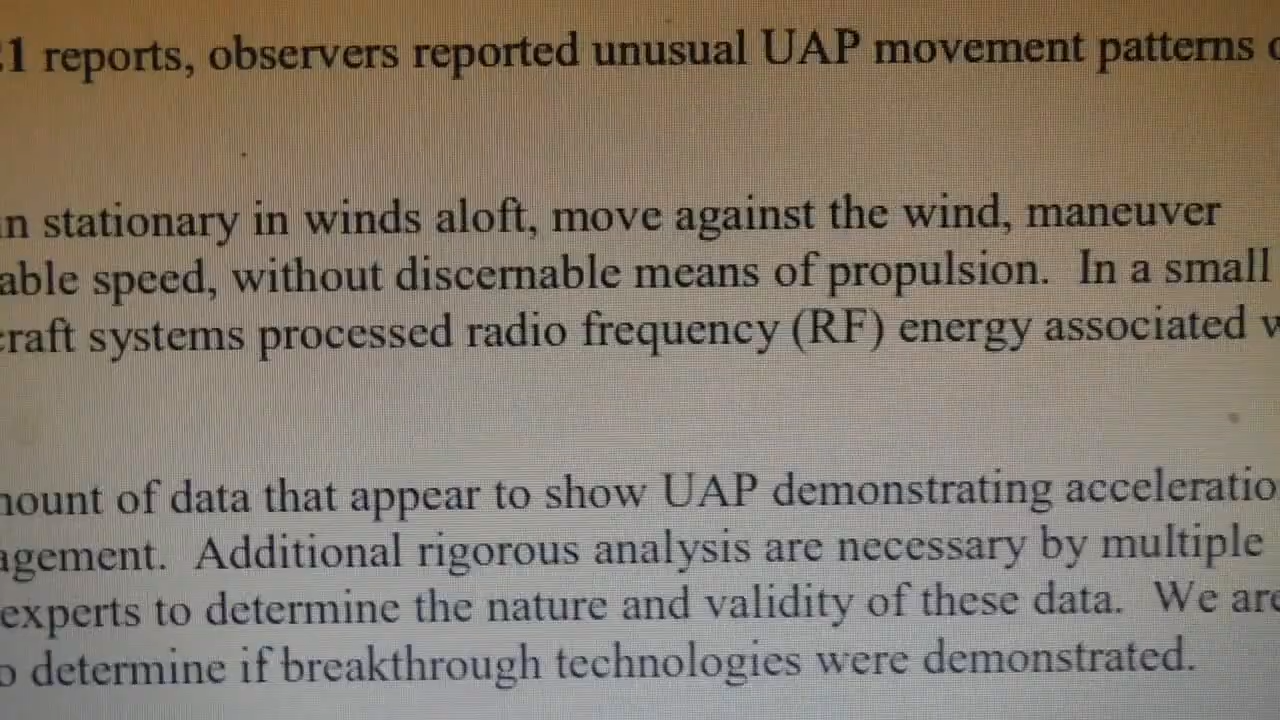 1 reports, observers reported unusual UAP movement patterns
n stationary in winds aloft, move against the wind, maneuver
able speed, without discernable means of propulsion. In a small
craft systems processed radio frequency (RF) energy associated w
mount of data that appear to show UAP demonstrating acceleratio
agement. Additional rigorous analysis are necessary by multiple
experts to determine the nature and validity of these data. We are
o determine if breakthrough technologies were demonstrated.